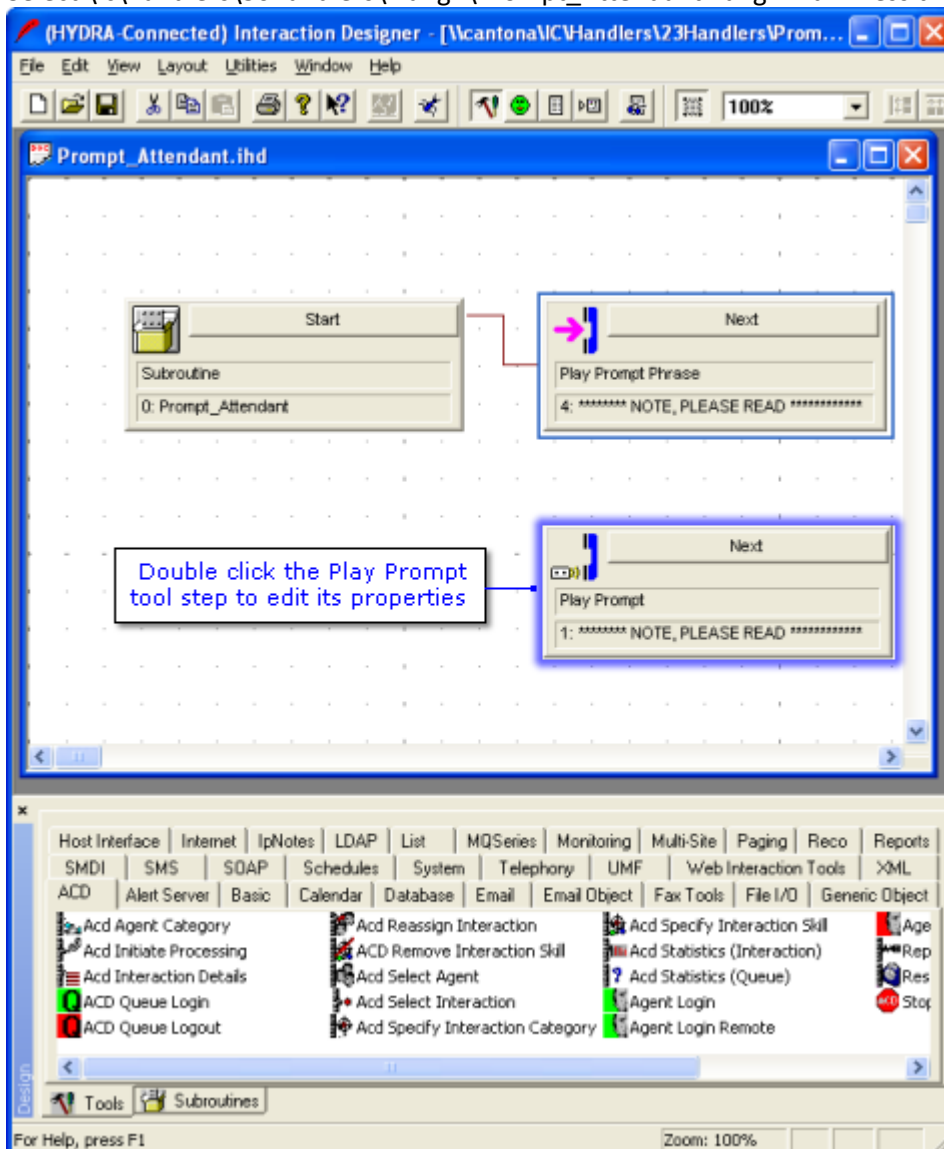 (HYDRA-Connected) Interaction Designer - [\\cantona\IC\Handlers\23Handlers\Prom...
File Edit View Layout Utilities Window Help
100%
Prompt_Attendant.ihd
Start
Subroutine
0: Prompt_Attendant
Next
Play Prompt Phrase
4: ******** NOTE, PLEASE READ ************
Double click the Play Prompt
tool step to edit its properties
Next
Play Prompt
1: ******** NOTE, PLEASE READ ************
Host Interface Internet IpNotes LDAP List MQSeries Monitoring Multi-Site Paging Reco Reports
SMDI SMS SOAP Schedules System Telephony UMF Web Interaction Tools XML
ACD Alert Server Basic Calendar Database Email Email Object Fax Tools File I/O Generic Object
Acd Agent Category Acd Reassign Interaction Acd Specify Interaction Skill Age
Acd Initiate Processing ACD Remove Interaction Skill Acd Statistics (Interaction) Rep
Acd Interaction Details Acd Select Agent Acd Statistics (Queue) Res
ACD Queue Login Acd Select Interaction Agent Login Stop
ACD Queue Logout Acd Specify Interaction Category Agent Login Remote
Design
Tools Subroutines
For Help, press F1 Zoom: 100%